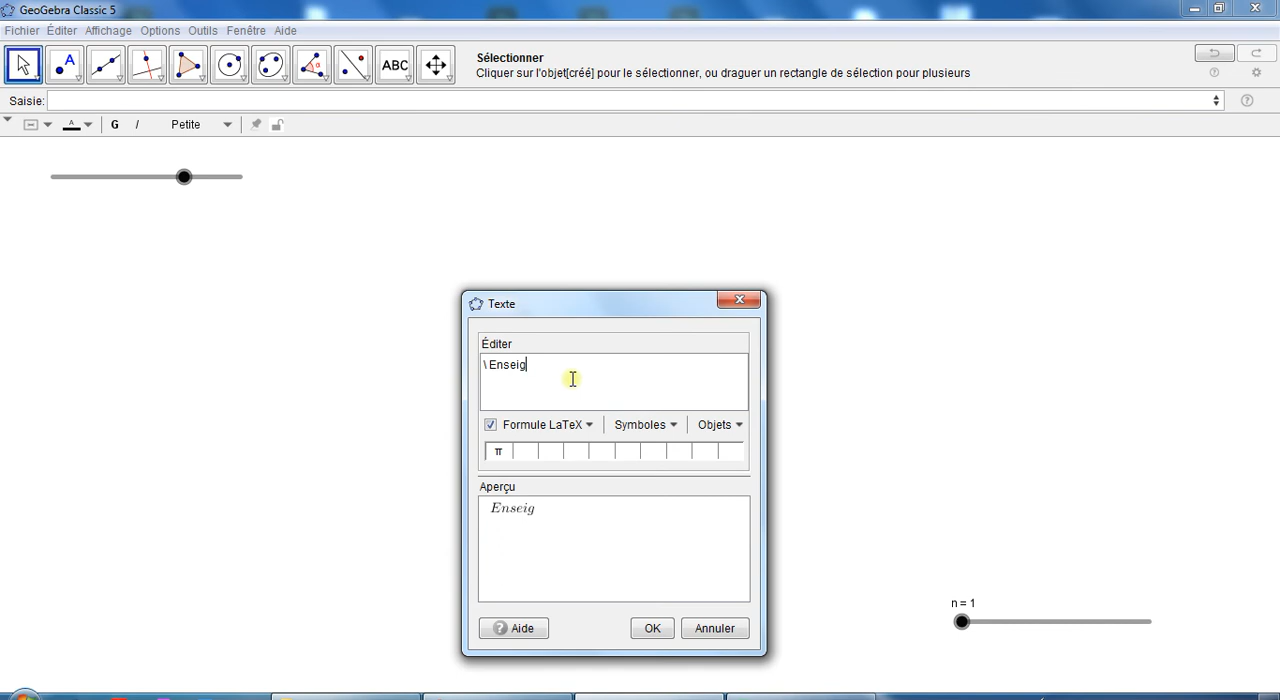 GeoGebra Classic 5
Fichier Éditer Affichage Options Outils Fenêtre Aide
ABC
Sélectionner
Cliquer sur l'objet[créé] pour le sélectionner, ou draguer un rectangle de sélection pour plusieurs
Saisie:
A G I Petite
Texte
Éditer
\ Enseig
Formule LaTeX Symboles Objets
π
Aperçu
Enseig
Aide OK Annuler
n = 1